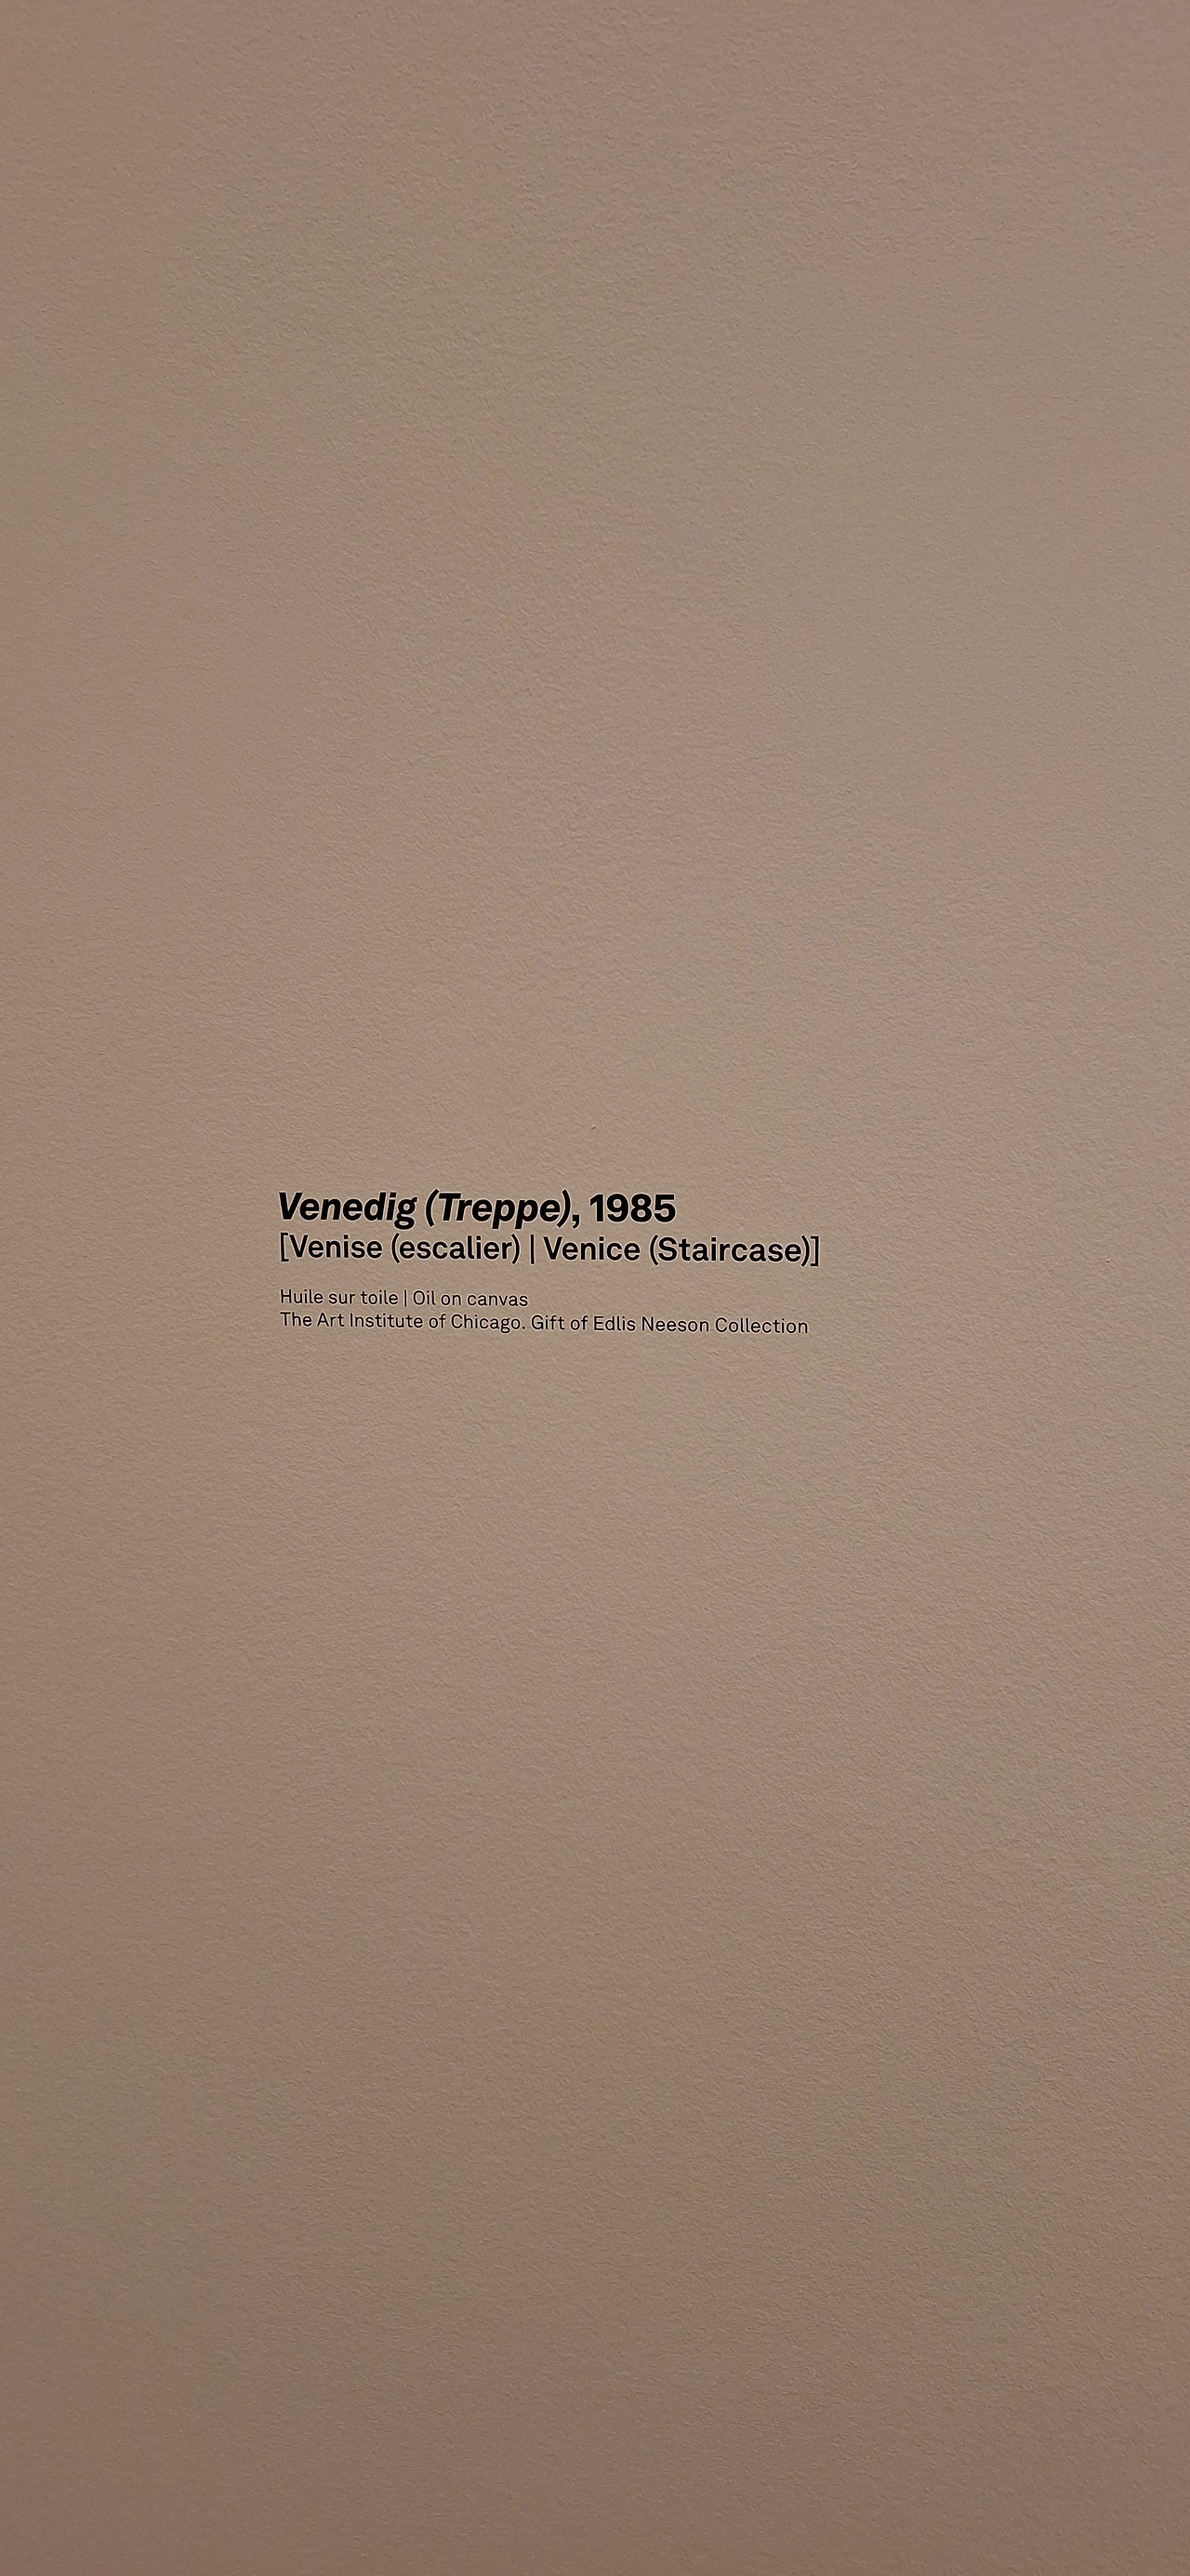 Venedig (Treppe), 1985
[Venise (escalier) | Venice (Staircase)]
Huile sur toile | Oil on canvas
The Art Institute of Chicago. Gift of Edlis Neeson Collection